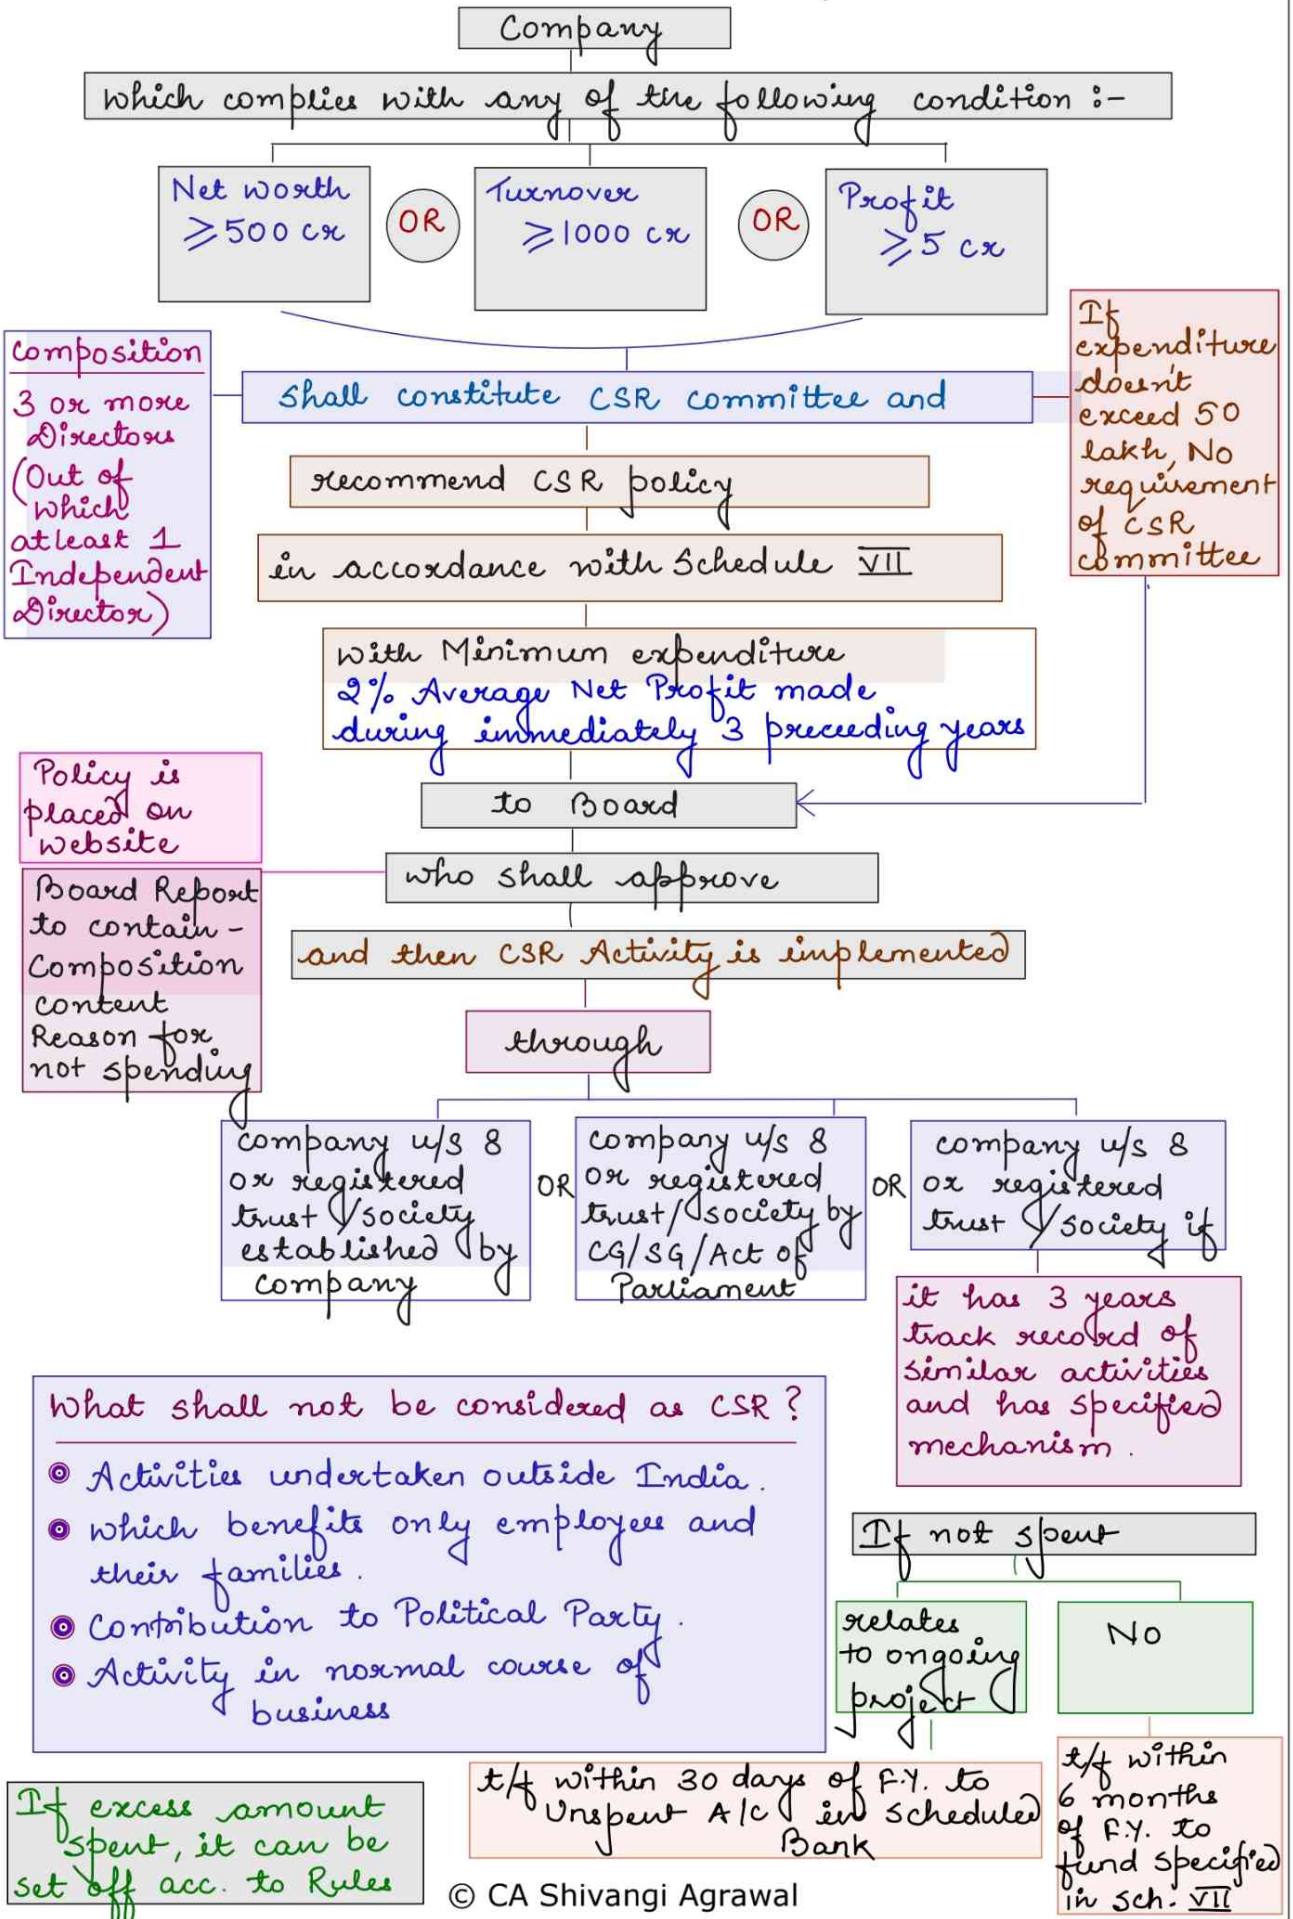 Company
which complies with any of the following condition :-
Net worth
≥ 500 cr
OR
Turnover
≥ 1000 cr
OR
Profit
≥ 5 cr
If
expenditure
doesn't
exceed 50
lakh, No
requirement
of CSR
committee
Composition
3 or more
Directors
(Out of
which
atleast 1
Independent
Director)
shall constitute CSR committee and
recommend CSR policy
in accordance with Schedule VII
with Minimum expenditure
2% Average Net Profit made
during immediately 3 preceeding years
to Board
Policy is
placed on
website
who shall approve
Board Report
to contain -
Composition
content
Reason for
not spending
and then CSR Activity is implemented
through
company u/s 8
or registered
trust/society
established by
company
OR
company u/s 8
or registered
trust/society by
CG/SG/Act of
Parliament
OR
company u/s 8
or registered
trust/society if
it has 3 years
track record of
similar activities
and has specified
mechanism.
What shall not be considered as CSR?
Activities undertaken outside India.
which benefits only employees and
their families.
Contribution to Political Party.
Activity in normal course of
business
If not spent
relates
to ongoing
project
No
t/f within 30 days of F.Y. to
Unspent A/c in scheduled
Bank
t/f within
6 months
of F.Y. to
fund specified
in sch. VII
If excess amount
spent, it can be
set off acc. to Rules
© CA Shivangi Agrawal